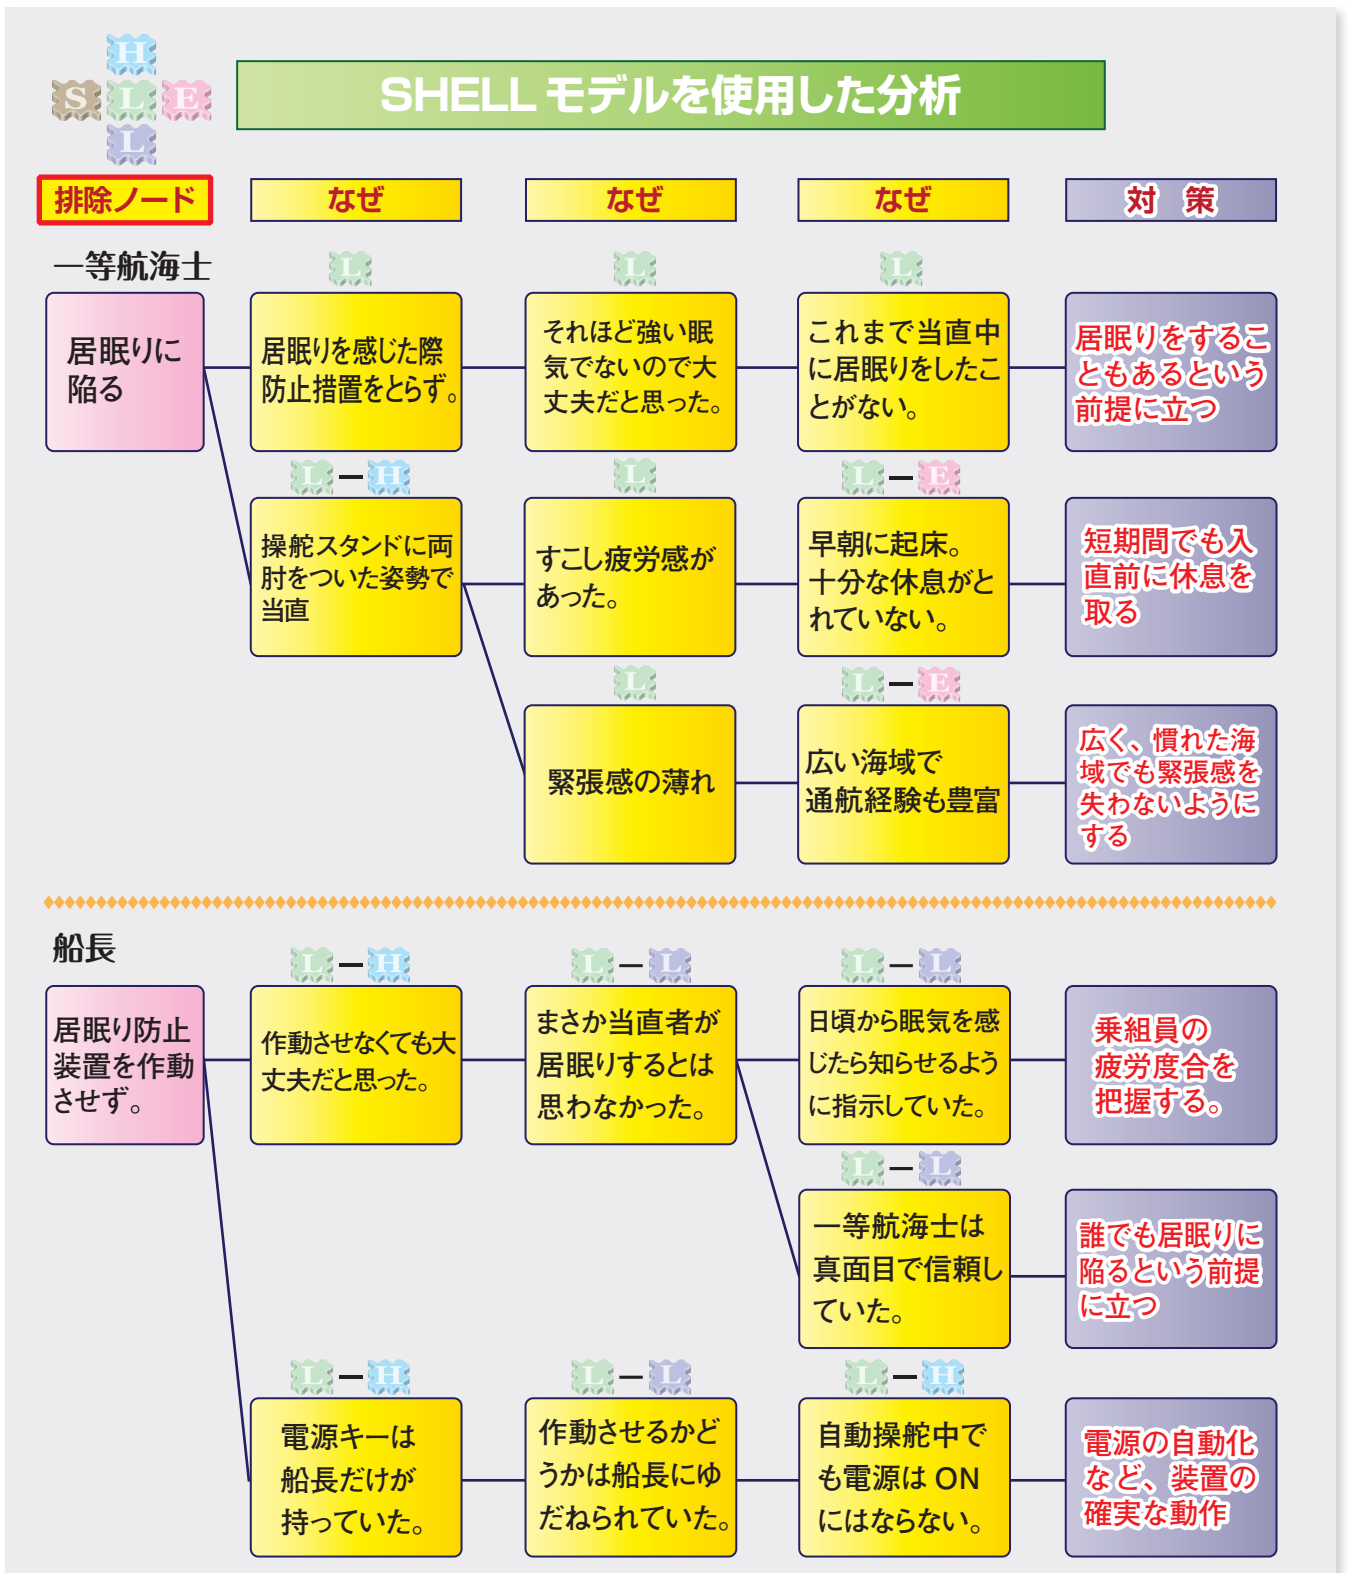 H
S L E
L
SHELLモデルを使用した分析
排除ノード
なぜ
なぜ
なぜ
対 策
一等航海士
居眠りに
陥る
L
居眠りを感じた際
防止措置をとらず。
L
それほど強い眠
気でないので大
丈夫だと思った。
L
これまで当直中
に居眠りをしたこ
とがない。
居眠りをするこ
ともあるという
前提に立つ
L－H
操舵スタンドに両
肘をついた姿勢で
当直
L
すこし疲労感が
あった。
L－E
早朝に起床。
十分な休息がと
れていない。
短期間でも入
直前に休息を
取る
L
緊張感の薄れ
L－E
広い海域で
通航経験も豊富
広く、慣れた海
域でも緊張感を
失わないように
する
船長
居眠り防止
装置を作動
させず。
L－H
作動させなくても大
丈夫だと思った。
L－L
まさか当直者が
居眠りするとは
思わなかった。
L－L
日頃から眠気を感
じたら知らせるよう
に指示していた。
乗組員の
疲労度合を
把握する。
L－L
一等航海士は
真面目で信頼し
ていた。
誰でも居眠りに
陥るという前提
に立つ
L－H
電源キーは
船長だけが
持っていた。
L－L
作動させるかど
うかは船長にゆ
だねられていた。
L－H
自動操舵中で
も電源は ON
にはならない。
電源の自動化
など、装置の
確実な動作